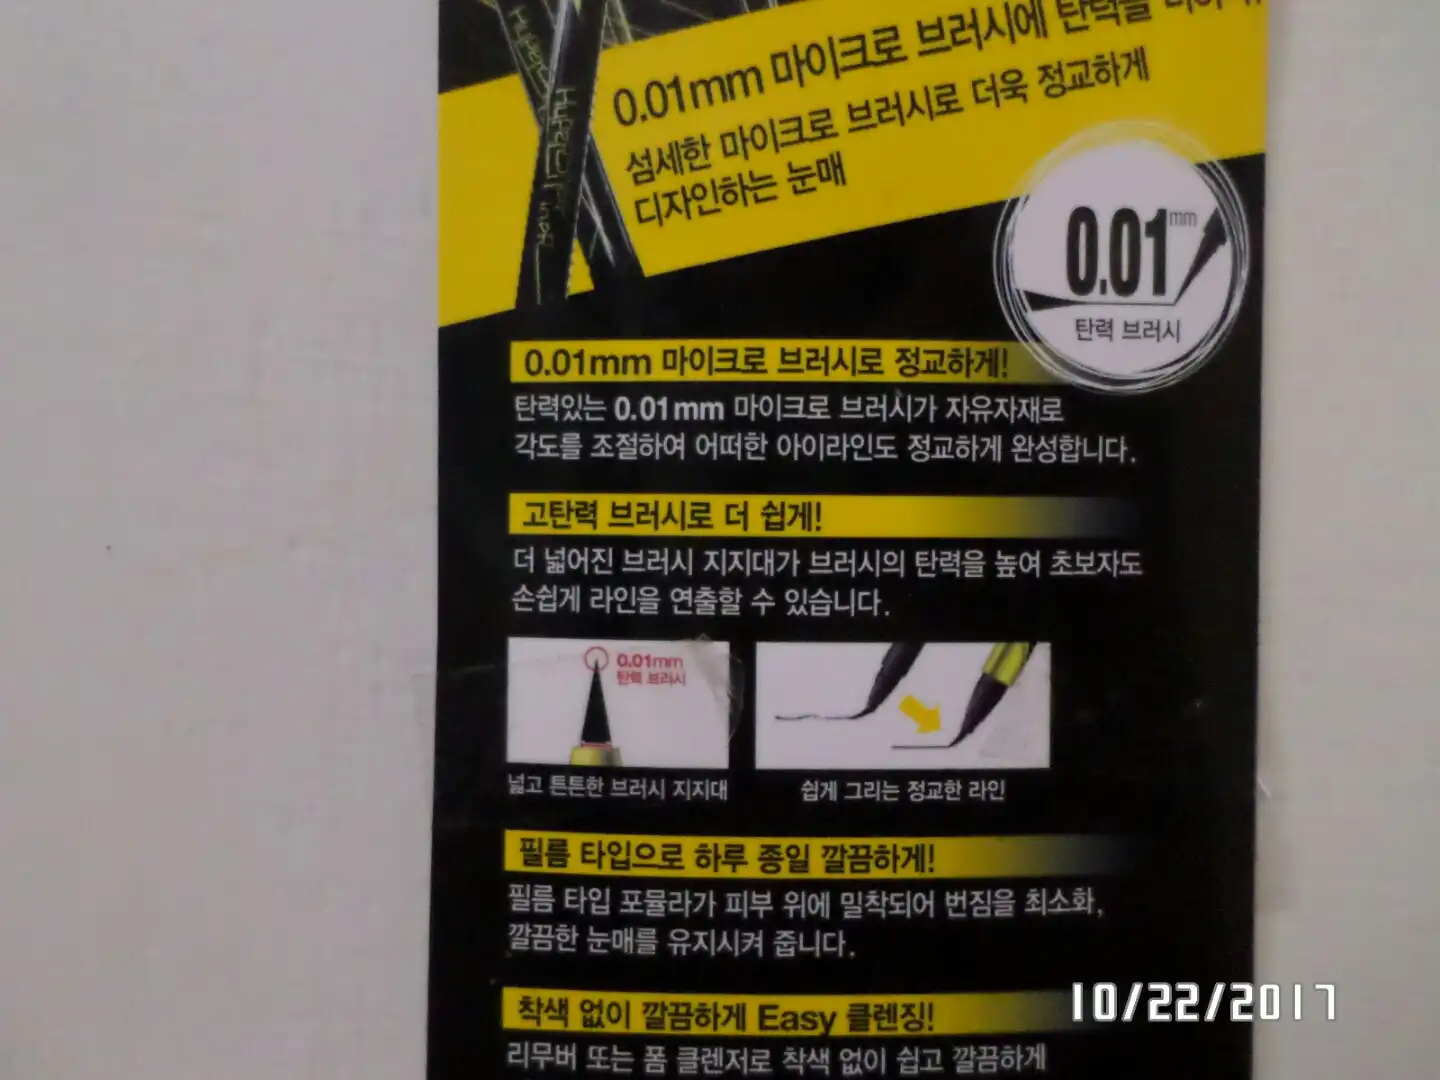 0.01mm 마이크로 브러시에 탄력을
섬세한 마이크로 브러시로 더욱 정교하게
디자인하는 눈매
0.01mm
탄력 브러시
0.01mm 마이크로 브러시로 정교하게!
탄력있는 0.01mm 마이크로 브러시가 자유자재로
각도를 조절하여 어떠한 아이라인도 정교하게 완성합니다.
고탄력 브러시로 더 쉽게!
더 넓어진 브러시 지지대가 브러시의 탄력을 높여 초보자도
손쉽게 라인을 연출할 수 있습니다.
0.01mm
탄력 브러시
넓고 튼튼한 브러시 지지대
쉽게 그리는 정교한 라인
필름 타입으로 하루 종일 깔끔하게!
필름 타입 포뮬라가 피부 위에 밀착되어 번짐을 최소화,
깔끔한 눈매를 유지시켜 줍니다.
착색 없이 깔끔하게 Easy 클렌징!
리무버 또는 폼 클렌저로 착색 없이 쉽고 깔끔하게
10/22/2017